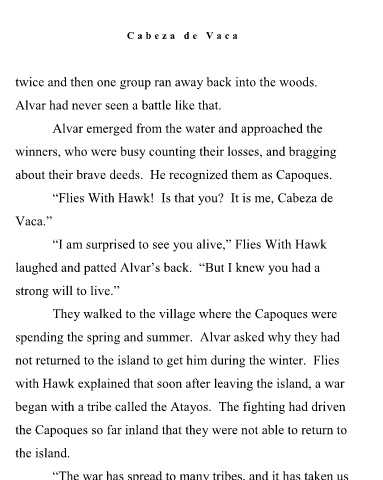 Cabeza de Vaca
twice and then one group ran away back into the woods.
Alvar had never seen a battle like that.
Alvar emerged from the water and approached the
winners, who were busy counting their losses, and bragging
about their brave deeds.  He recognized them as Capoques.
“Flies With Hawk!  Is that you?  It is me, Cabeza de
Vaca.”
“I am surprised to see you alive,” Flies With Hawk
laughed and patted Alvar’s back.  “But I knew you had a
strong will to live.”
They walked to the village where the Capoques were
spending the spring and summer.  Alvar asked why they had
not returned to the island to get him during the winter.  Flies
with Hawk explained that soon after leaving the island, a war
began with a tribe called the Atayos.  The fighting had driven
the Capoques so far inland that they were not able to return to
the island.
“The war has spread to many tribes, and it has taken us